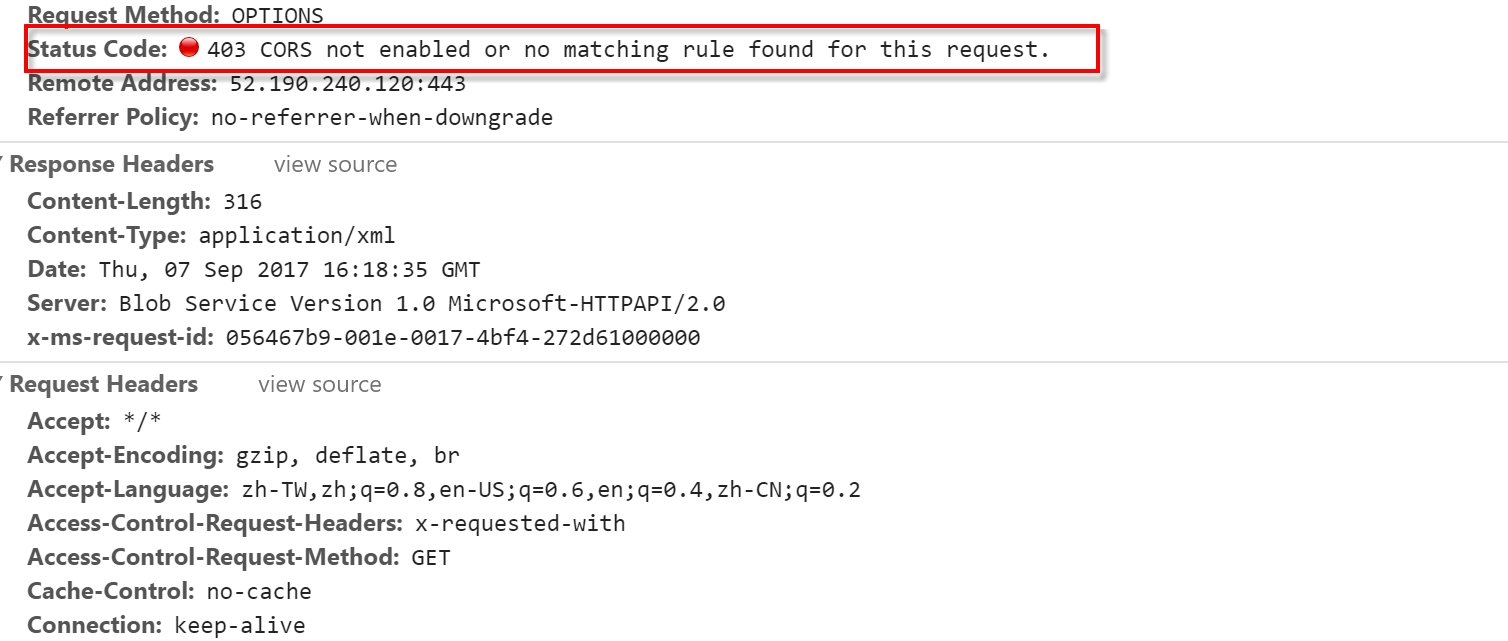 Request Method: OPTIONS
Status Code: 403 CORS not enabled or no matching rule found for this request.
Remote Address: 52.190.240.120:443
Referrer Policy: no-referrer-when-downgrade
Response Headers view source
Content-Length: 316
Content-Type: application/xml
Date: Thu, 07 Sep 2017 16:18:35 GMT
Server: Blob Service Version 1.0 Microsoft-HTTPAPI/2.0
x-ms-request-id: 056467b9-001e-0017-4bf4-272d61000000
Request Headers view source
Accept: */*
Accept-Encoding: gzip, deflate, br
Accept-Language: zh-TW,zh;q=0.8,en-US;q=0.6,en;q=0.4,zh-CN;q=0.2
Access-Control-Request-Headers: x-requested-with
Access-Control-Request-Method: GET
Cache-Control: no-cache
Connection: keep-alive